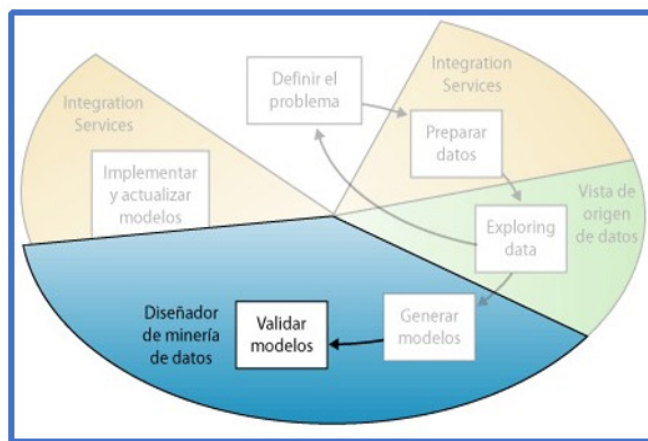 Definir el
problema
Integration
Services
Preparar
datos
Vista de
origen
de datos
Exploring
data
Generar
modelos
Validar
modelos
Diseñador
de minería
de datos
Implementar
y actualizar
modelos
Integration
Services